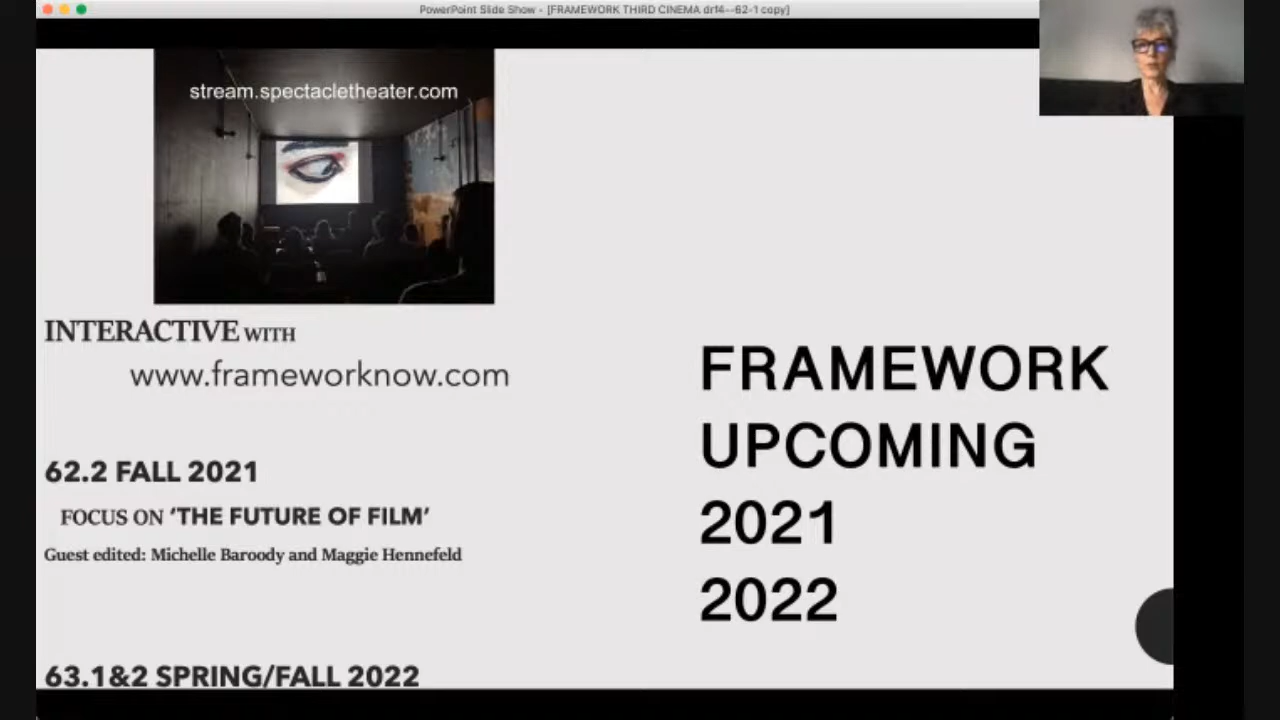 PowerPoint Slide Show - [FRAMEWORK THIRD CINEMA dr14--62-1 copy]
stream.spectacletheater.com
INTERACTIVE WITH
www.frameworknow.com
62.2 FALL 2021
FOCUS ON ‘THE FUTURE OF FILM’
Guest edited: Michelle Baroody and Maggie Hennefeld
63.1&2 SPRING/FALL 2022
FRAMEWORK
UPCOMING
2021
2022